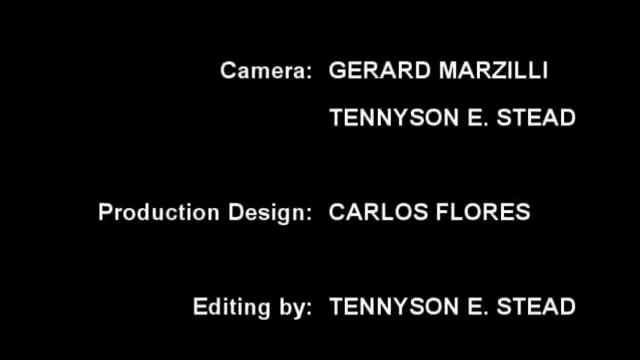 Camera: GERARD MARZILLI
TENNYSON E. STEAD
Production Design: CARLOS FLORES
Editing by: TENNYSON E. STEAD